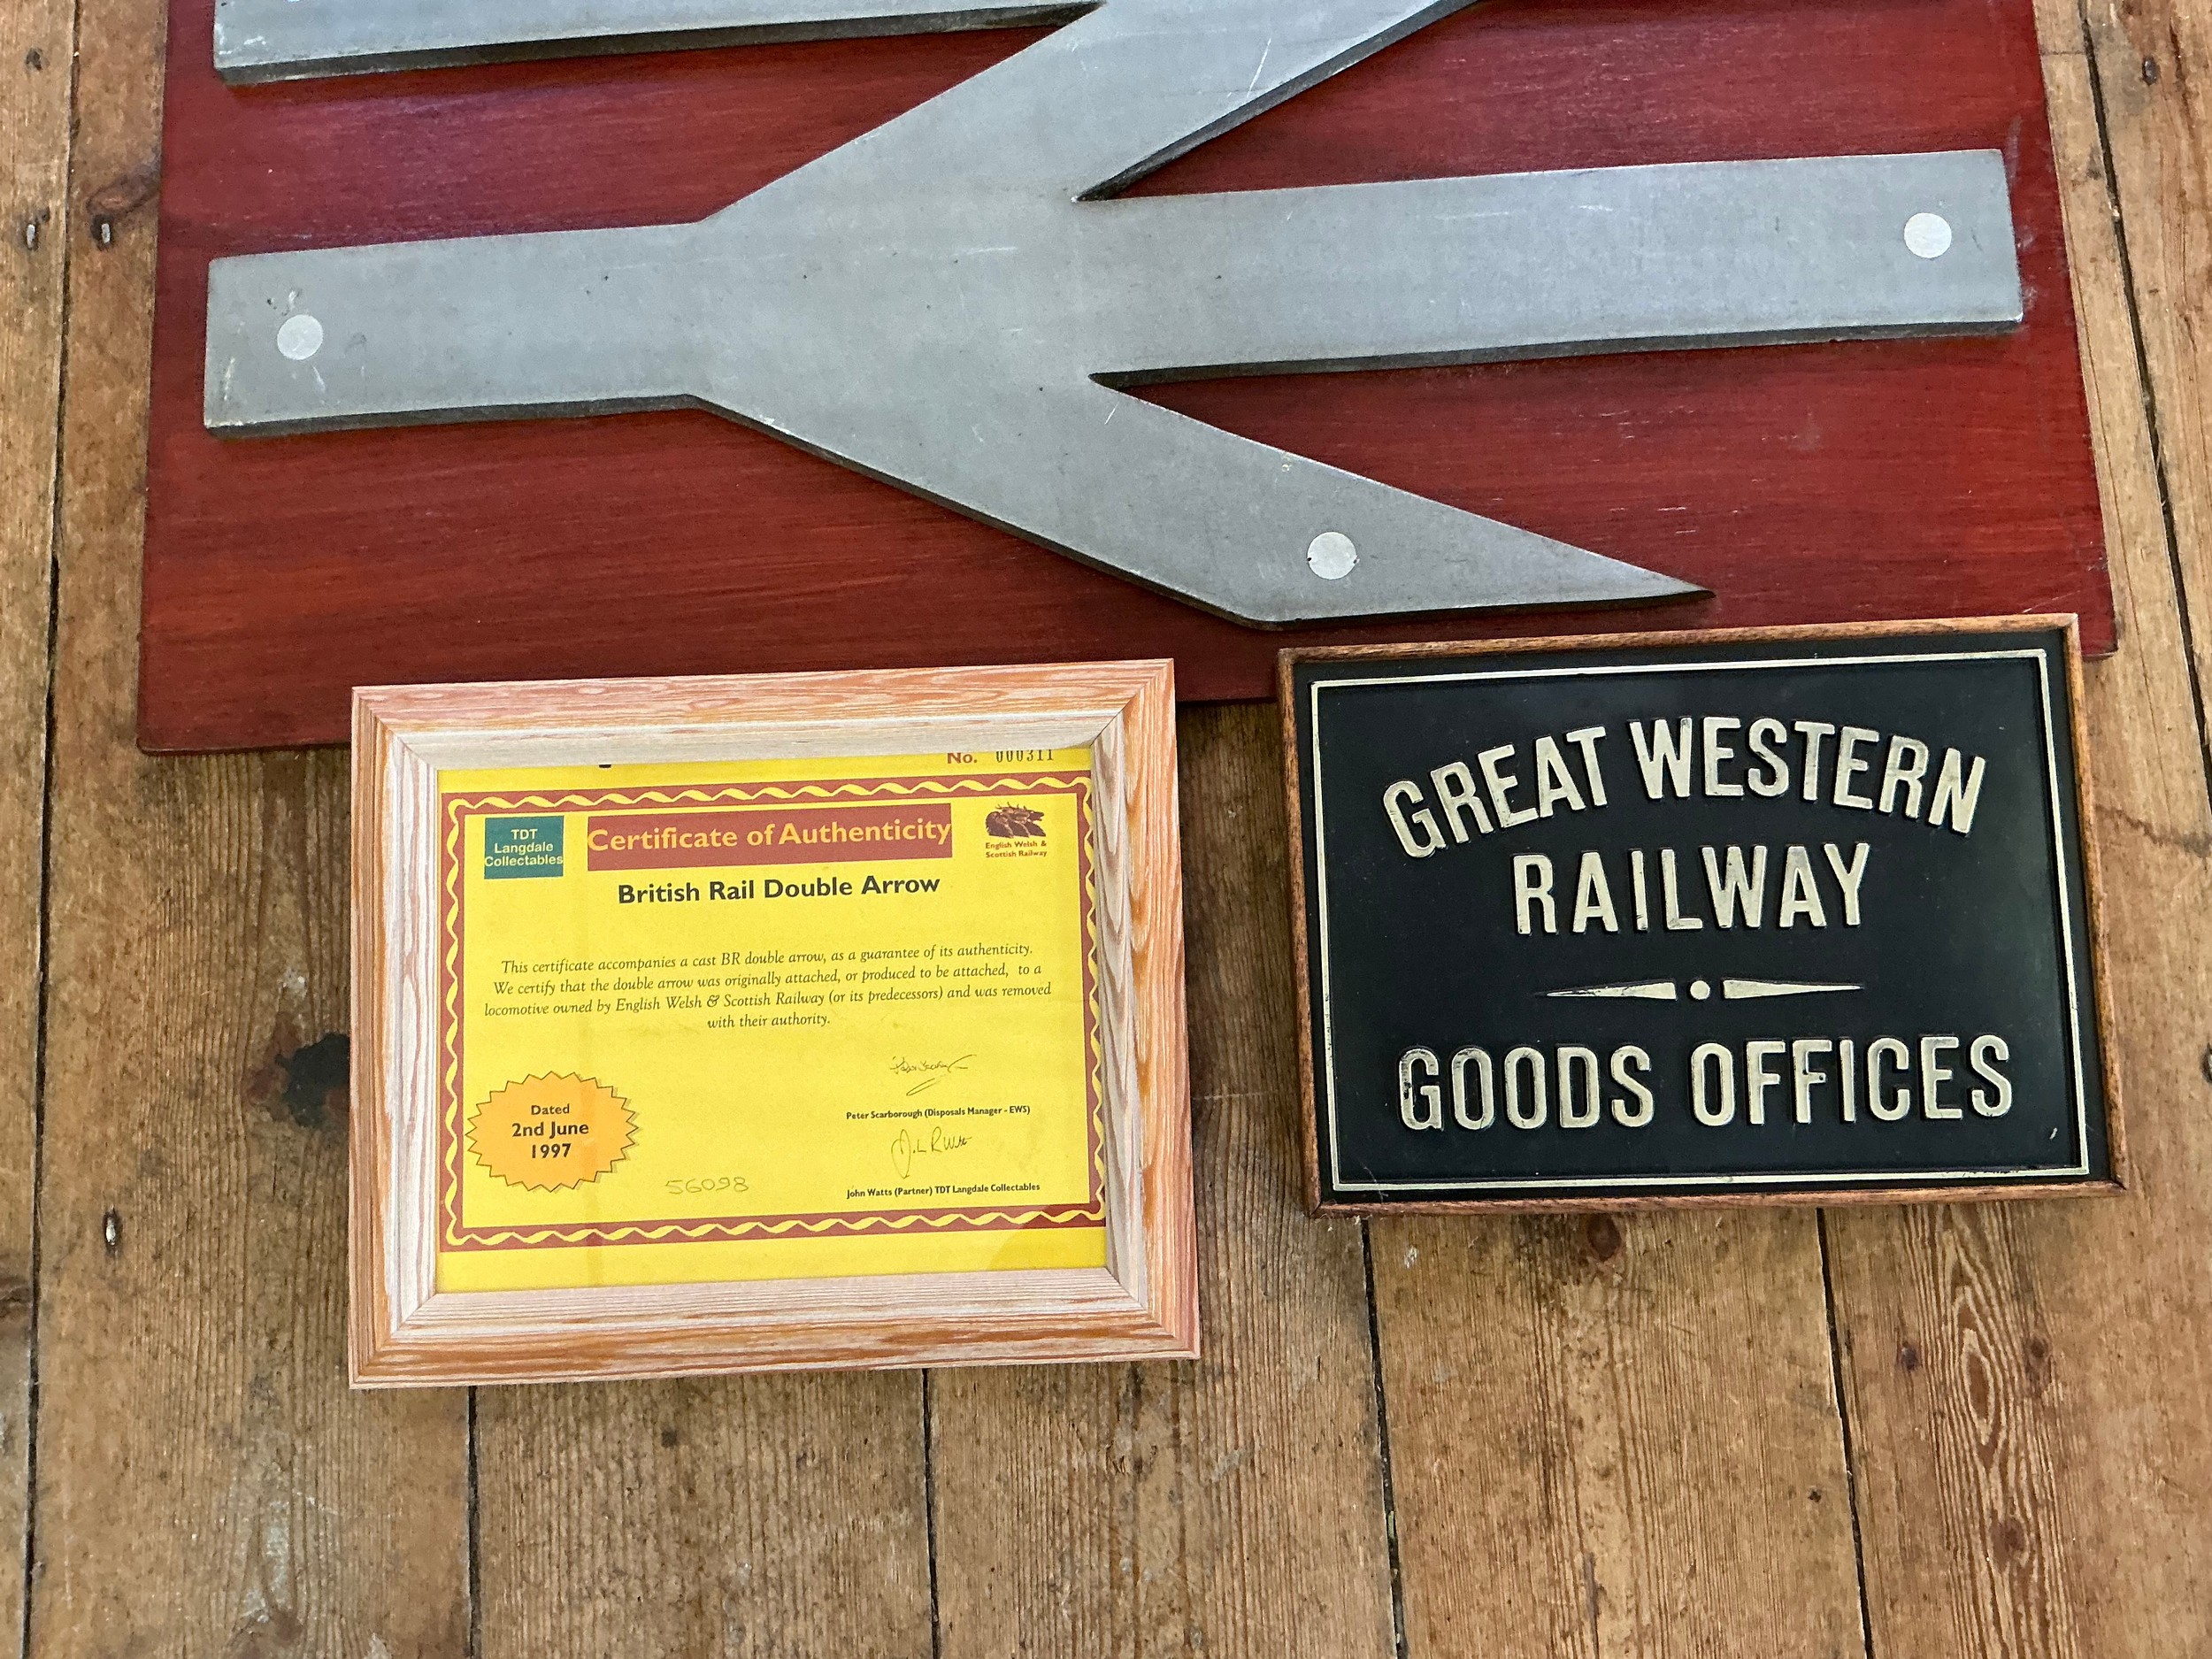 No. 000311
TDT
Langdale
Collectables
Certificate of Authenticity
English Welsh &
Scottish Railway
British Rail Double Arrow
This certificate accompanies a cast BR double arrow, as a guarantee of its authenticity.
We certify that the double arrow was originally attached, or produced to be attached, to a
locomotive owned by English Welsh & Scottish Railway (or its predecessors) and was removed
with their authority.
Peter Scarborough (Disposals Manager - EWS)
Dated
2nd June
1997
56098
John Watts (Partner) TDT Langdale Collectables
GREAT WESTERN
RAILWAY
GOODS OFFICES